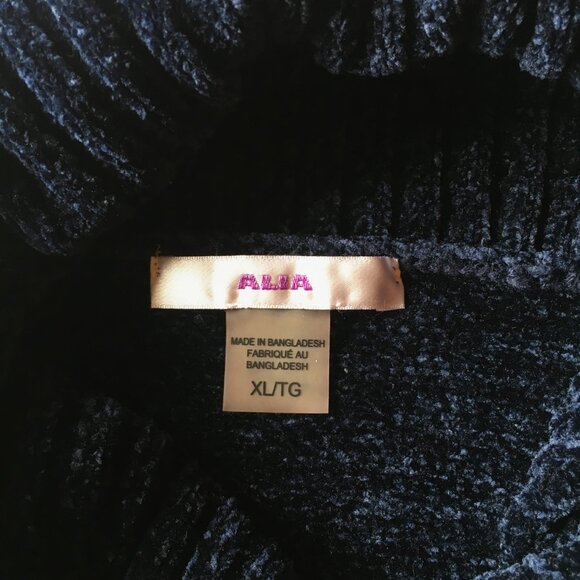 ALIA
MADE IN BANGLADESH
FABRIQUÉ AU
BANGLADESH
XL/TG